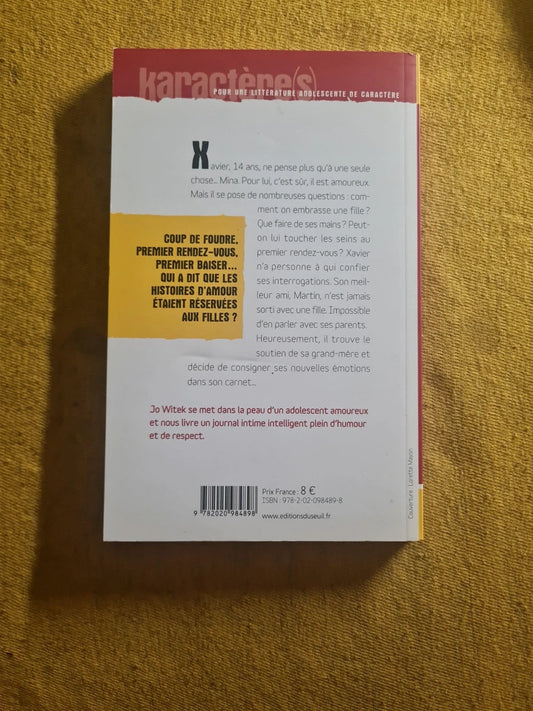 Karactère(s)
POUR UNE LITTÉRATURE ADOLESCENTE DE CARACTÈRE
Xavier, 14 ans, ne pense plus qu'à une seule
chose... Mina. Pour lui, c'est sûr, il est amoureux.
Mais il se pose de nombreuses questions : com-
ment on embrasse une fille ?
Que faire de ses mains ? Peut-
on lui toucher les seins au
premier rendez-vous ? Xavier
n'a personne à qui confier
ses interrogations. Son meil-
leur ami, Martin, n'est jamais
sorti avec une fille. Impossible
d'en parler avec ses parents.
Heureusement, il trouve le
soutien de sa grand-mère et
décide de consigner ses nouvelles émotions
dans son carnet...
COUP DE FOUDRE,
PREMIER RENDEZ-VOUS,
PREMIER BAISER...
QUI A DIT QUE LES
HISTOIRES D'AMOUR
ÉTAIENT RÉSERVÉES
AUX FILLES ?
Jo Witek se met dans la peau d'un adolescent amoureux
et nous livre un journal intime intelligent plein d'humour
et de respect.
Prix France : 8 €
ISBN : 978-2-02-098489-8
www.editionsduseuil.fr
9 782020 984898
Couverture : Lorette Mayon